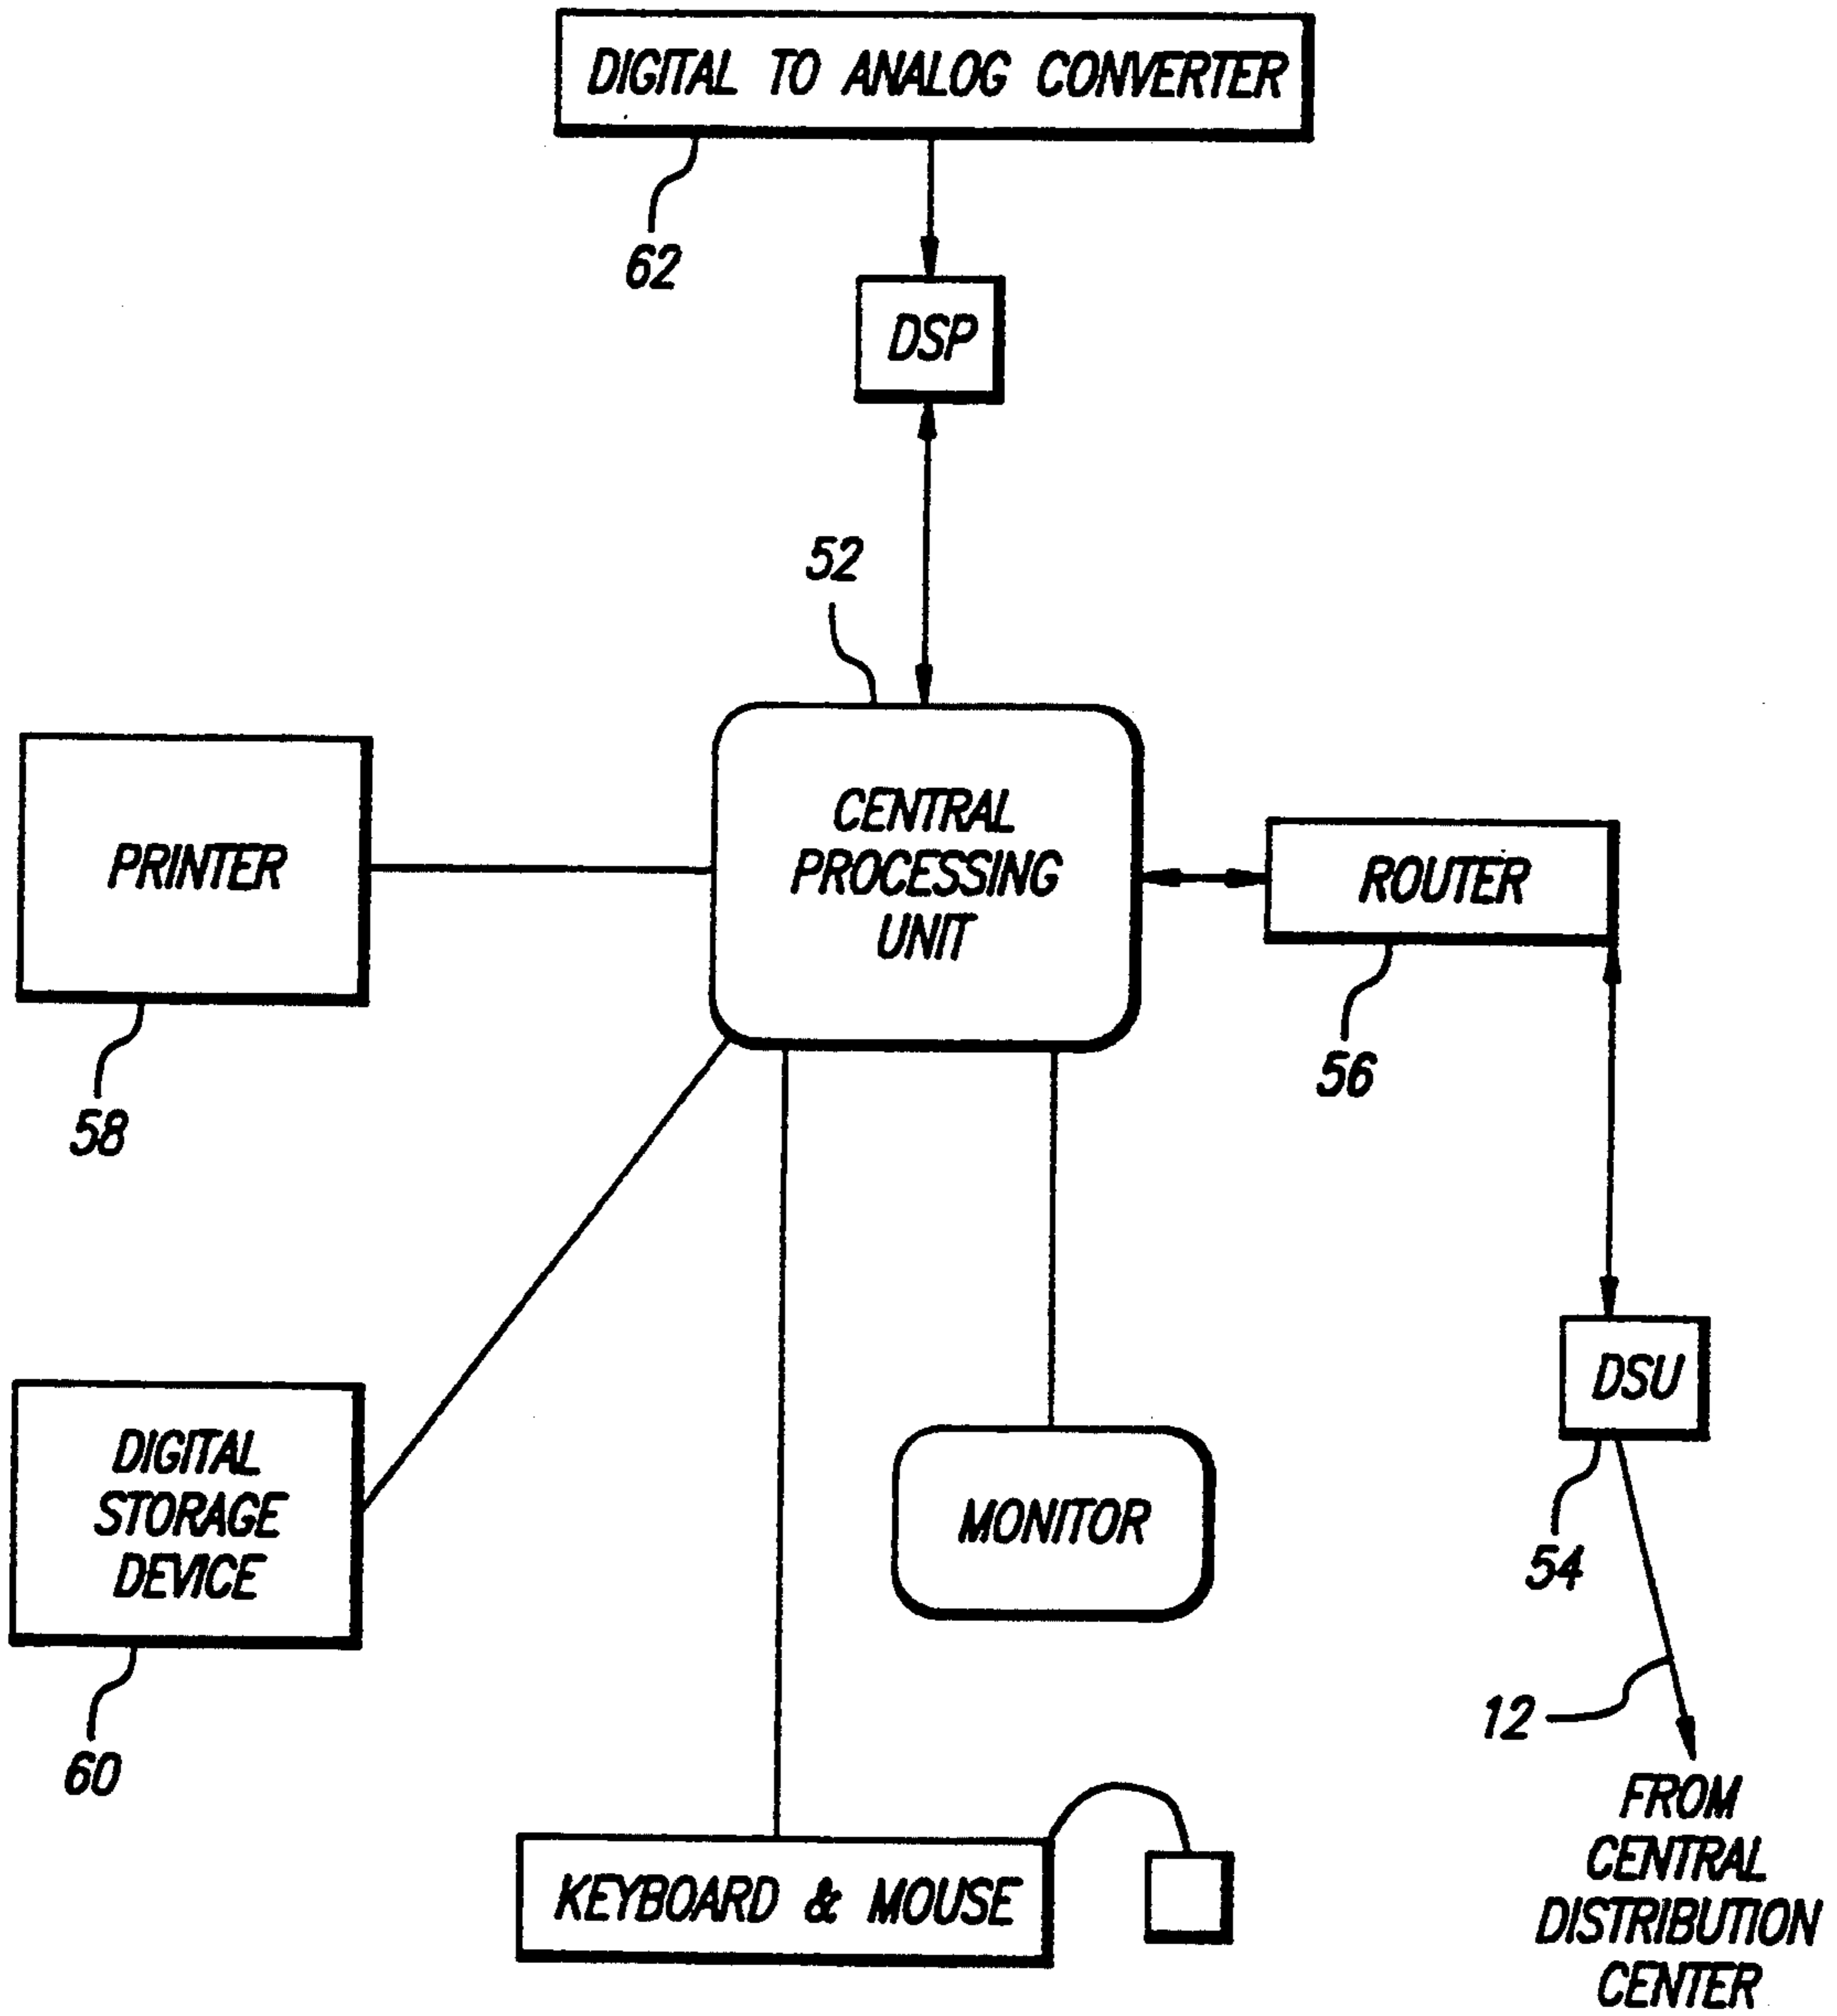 DIGITAL TO ANALOG CONVERTER
62
DSP
52
CENTRAL
PROCESSING
UNIT
PRINTER
58
ROUTER
56
DSU
54
12
FROM
CENTRAL
DISTRIBUTION
CENTER
DIGITAL
STORAGE
DEVICE
60
MONITOR
KEYBOARD & MOUSE